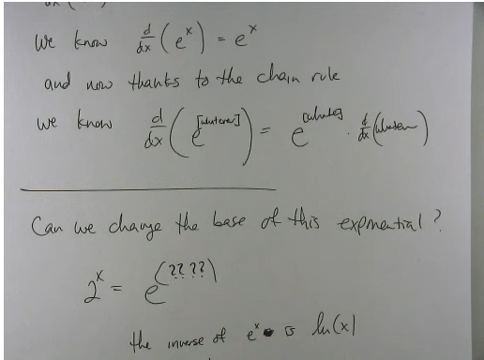 We know d/dx (e^x) = e^x
and now thanks to the chain rule
we know d/dx (e^[whatever]) = e^[whatever] · d/dx (whatever)
Can we change the base of this exponential?
2^x = e^(????)
the inverse of e^x is ln(x)